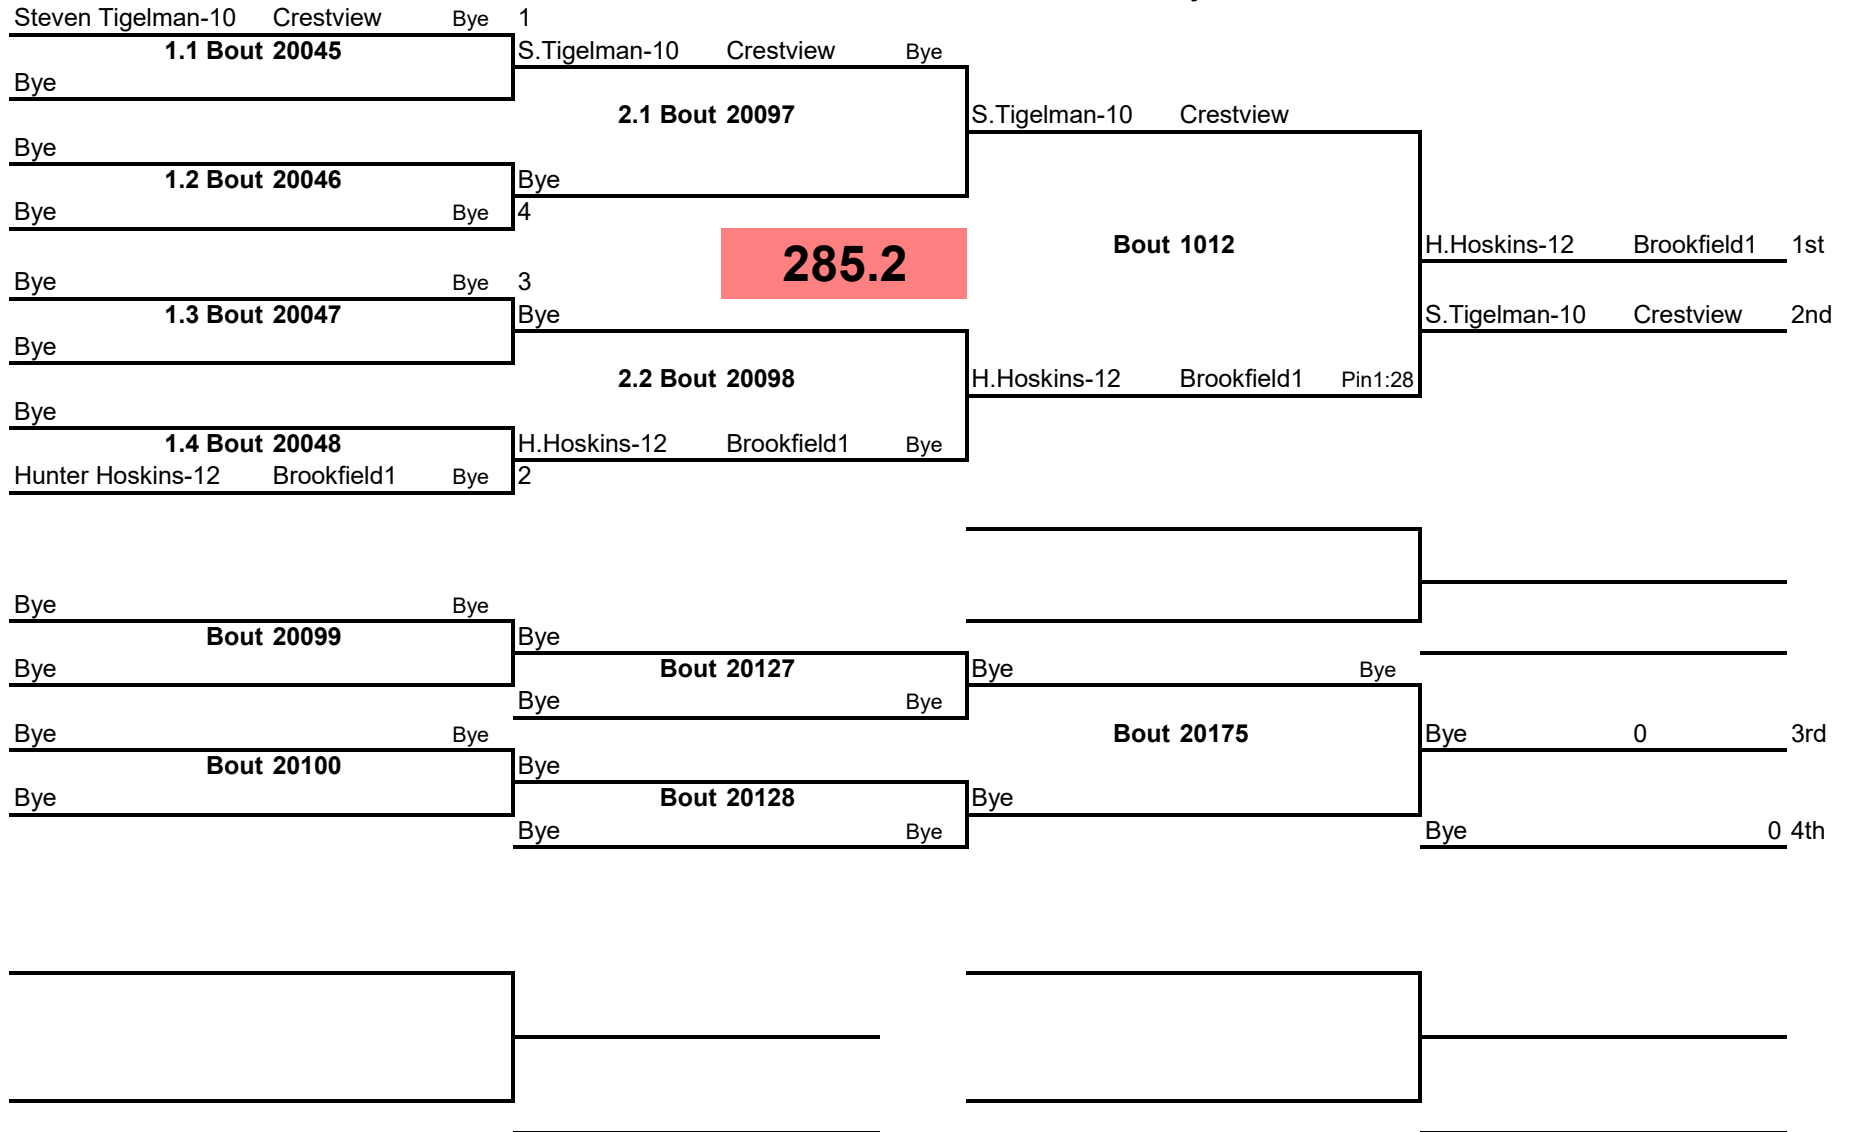 Steven Tigelman-10 Crestview Bye 1
1.1 Bout 20045 S.Tigelman-10 Crestview Bye
Bye
2.1 Bout 20097 S.Tigelman-10 Crestview
Bye
1.2 Bout 20046 Bye
Bye Bye 4
285.2 Bout 1012 H.Hoskins-12 Brookfield1 1st
Bye Bye 3
1.3 Bout 20047 Bye S.Tigelman-10 Crestview 2nd
Bye
2.2 Bout 20098 H.Hoskins-12 Brookfield1 Pin1:28
Bye
1.4 Bout 20048 H.Hoskins-12 Brookfield1 Bye
Hunter Hoskins-12 Brookfield1 Bye 2
Bye Bye
Bout 20099 Bye
Bye Bout 20127 Bye Bye
Bye Bye
Bye Bye Bout 20175 Bye 0 3rd
Bout 20100 Bye
Bye Bout 20128 Bye
Bye Bye Bye 0 4th